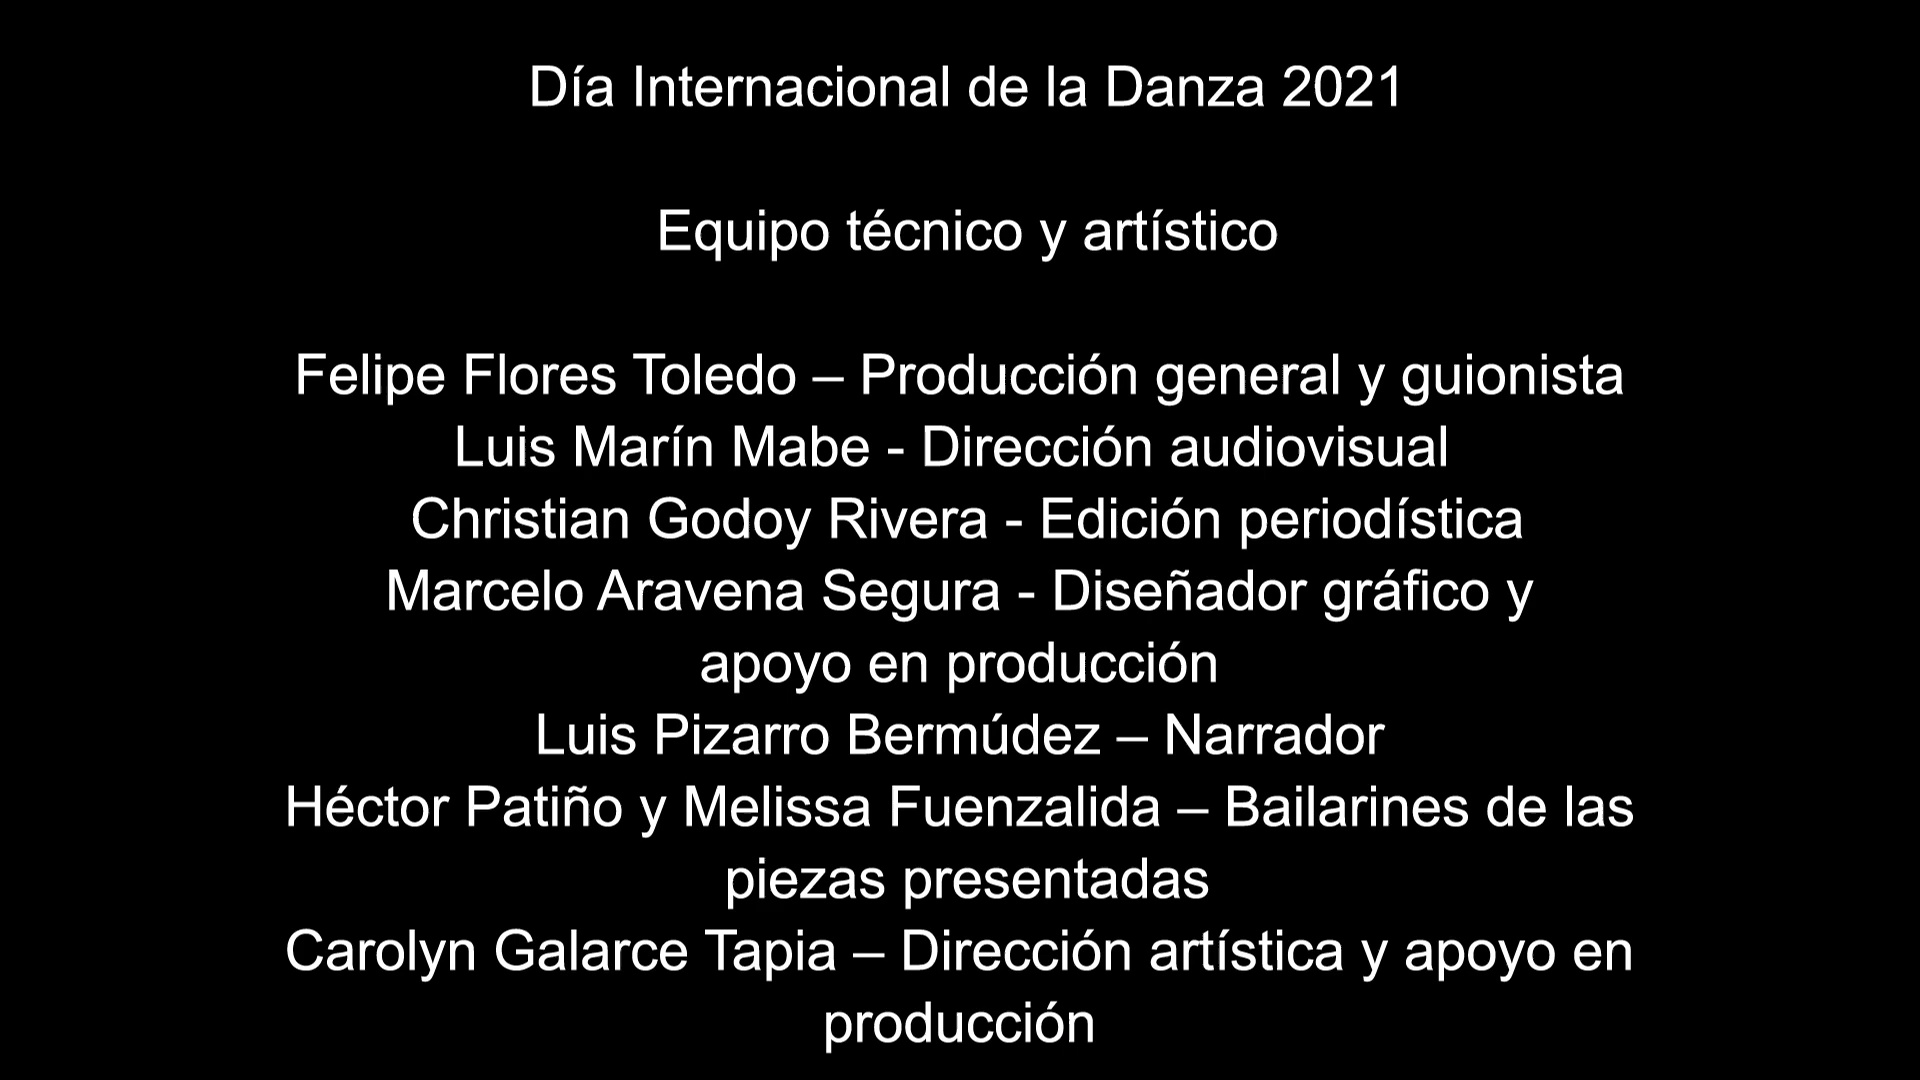 Día Internacional de la Danza 2021
Equipo técnico y artístico
Felipe Flores Toledo – Producción general y guionista
Luis Marín Mabe - Dirección audiovisual
Christian Godoy Rivera - Edición periodística
Marcelo Aravena Segura - Diseñador gráfico y
apoyo en producción
Luis Pizarro Bermúdez – Narrador
Héctor Patiño y Melissa Fuenzalida – Bailarines de las
piezas presentadas
Carolyn Galarce Tapia – Dirección artística y apoyo en
producción